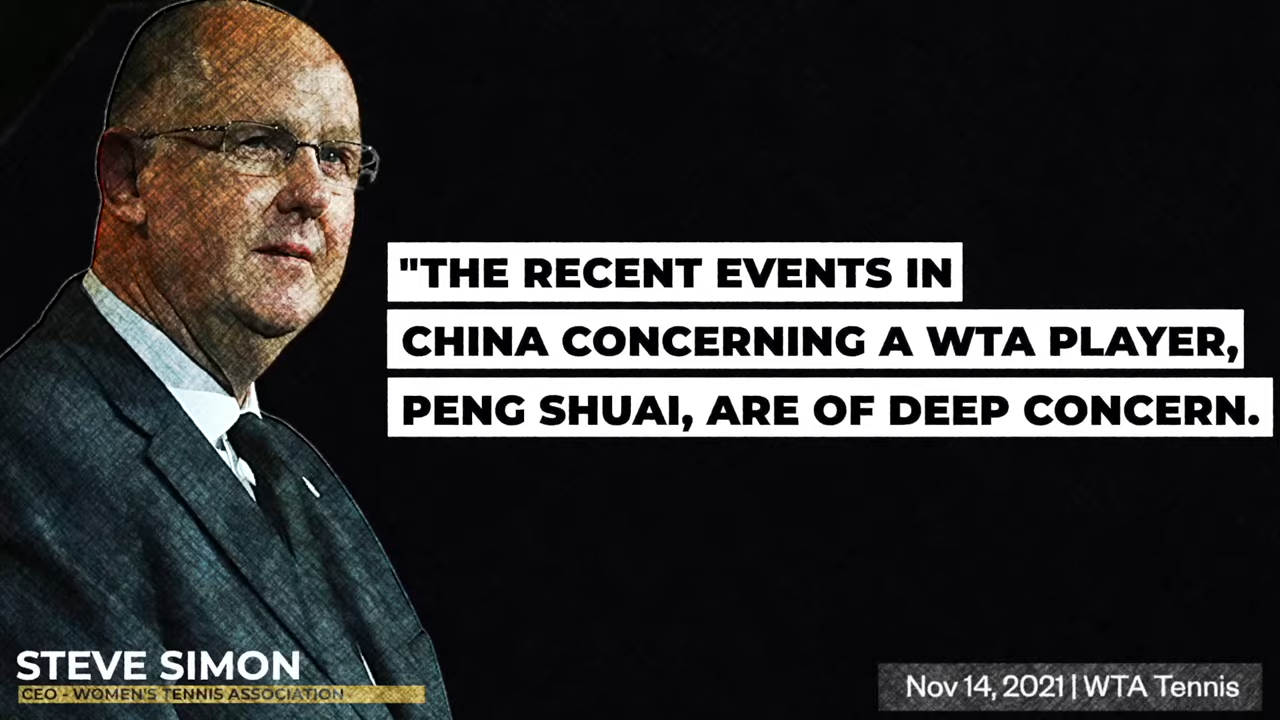 "THE RECENT EVENTS IN
CHINA CONCERNING A WTA PLAYER,
PENG SHUAI, ARE OF DEEP CONCERN.
STEVE SIMON
CEO - WOMEN'S TENNIS ASSOCIATION
Nov 14, 2021 | WTA Tennis